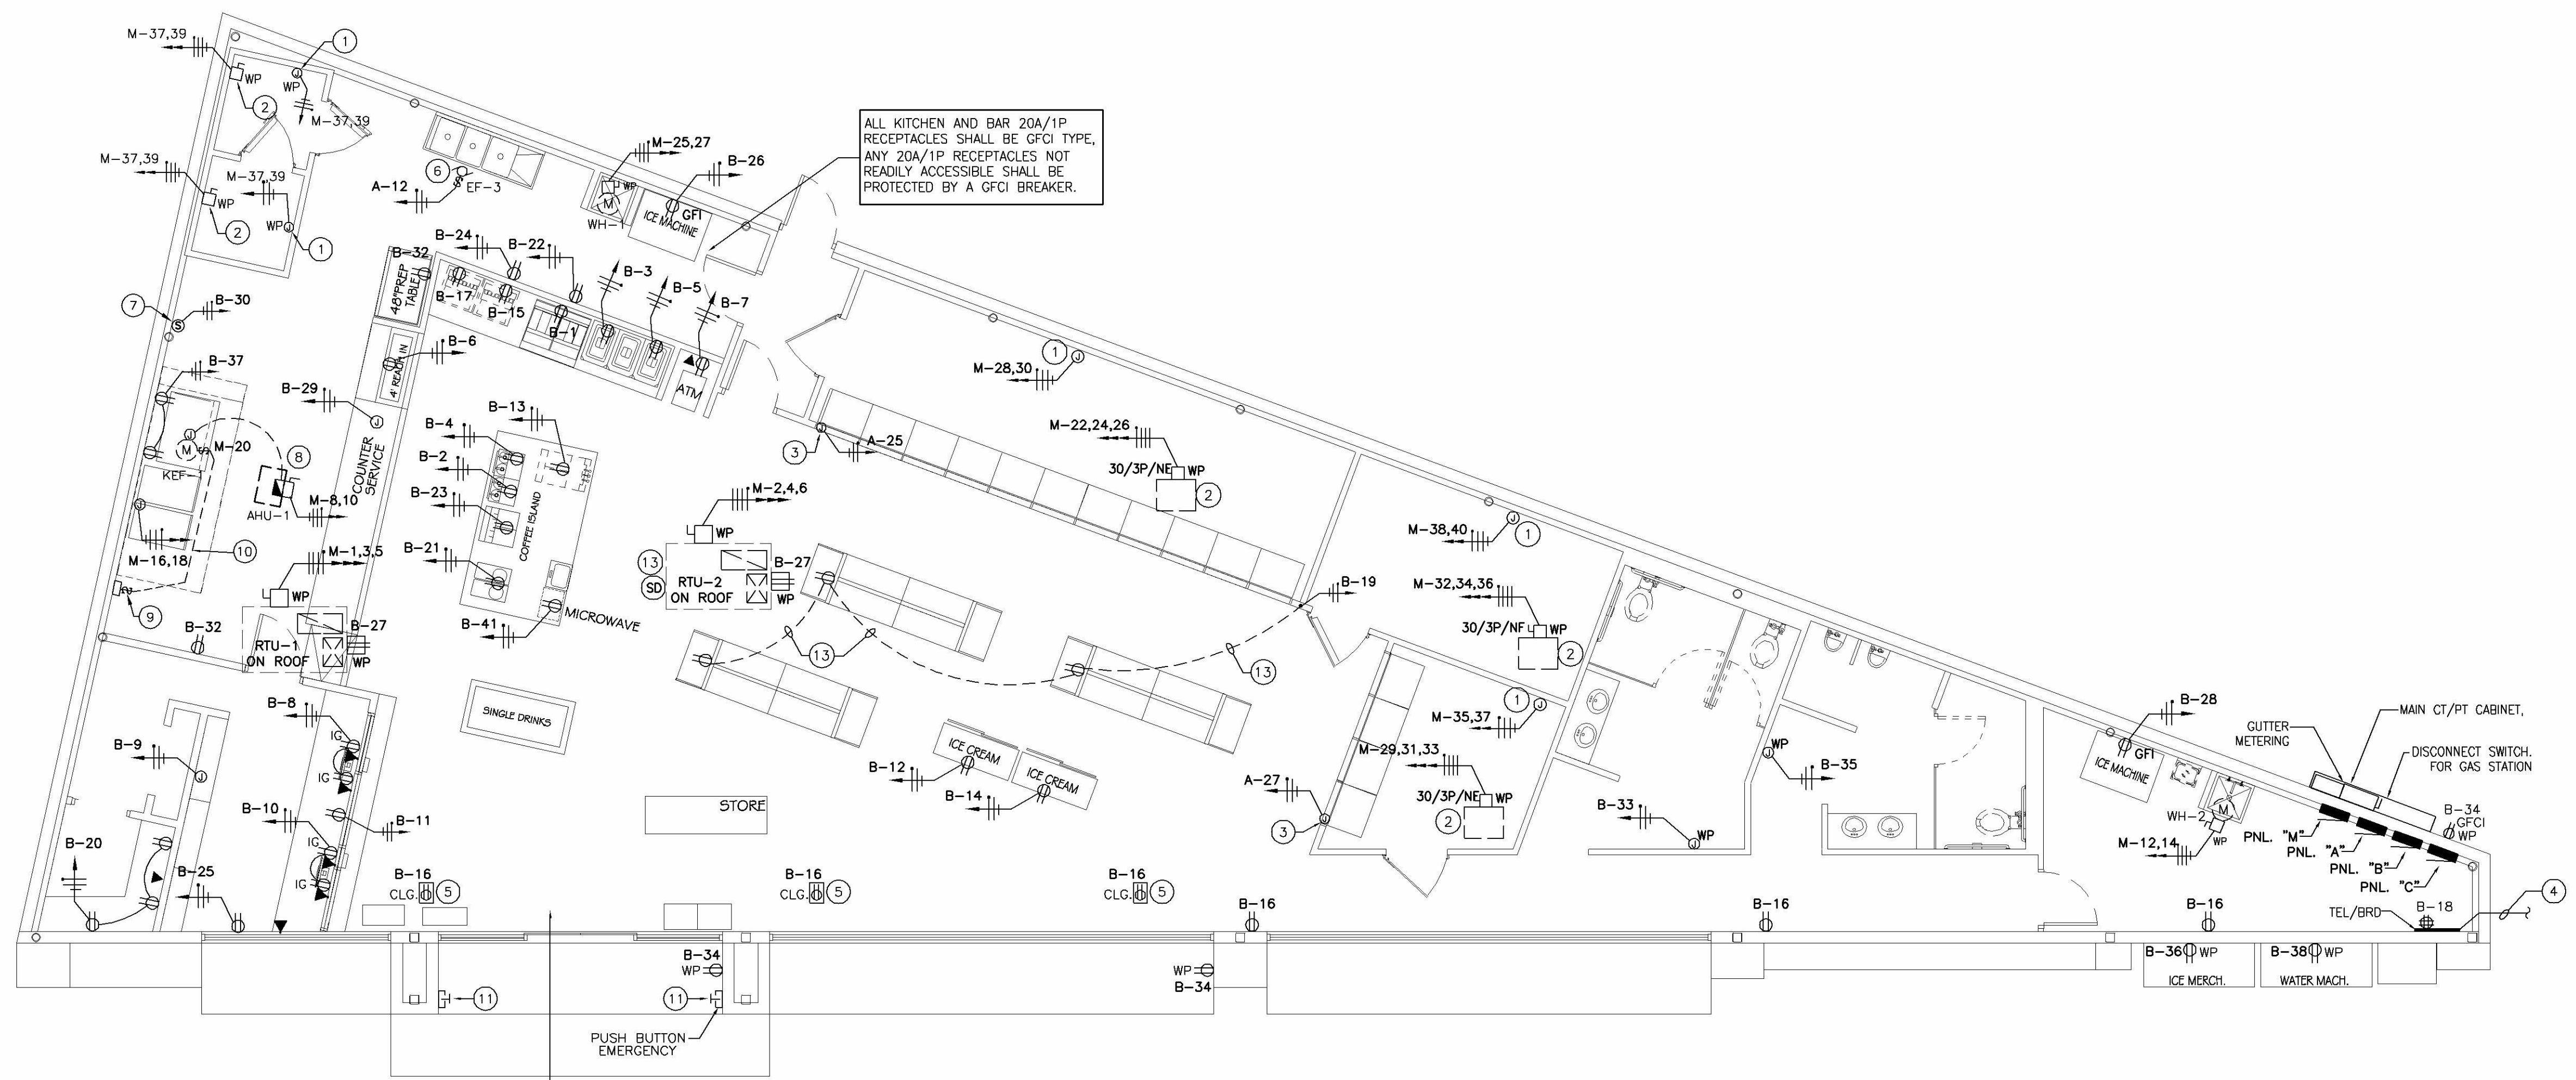 M-37,39
1
WP
WP
2
M-37,39
M-37,39
M-37,39
WP
WP
2
1
ALL KITCHEN AND BAR 20A/1P
RECEPTACLES SHALL BE GFCI TYPE,
ANY 20A/1P RECEPTACLES NOT
READILY ACCESSIBLE SHALL BE
PROTECTED BY A GFCI BREAKER.
6
EF-3
A-12
M-25,27
WP
M
WH-1
B-26
GFI
ICE MACHINE
B-24
B-22
B-32
48" PREP
TABLE
B-17
B-15
B-1
B-3
B-5
B-7
ATM
7
S
B-30
B-37
B-6
4' REACH IN
B-29
J
COUNTER
SERVICE
J
M
M-20
KEF-1
8
AHU-1
M-8,10
J
M-16,18
10
9
M-1,3,5
WP
RTU-1
ON ROOF
B-27
WP
B-32
B-13
B-4
B-2
B-23
B-21
COFFEE ISLAND
B-41
MICROWAVE
M-2,4,6
WP
13
SD
RTU-2
ON ROOF
B-27
WP
J
3
A-25
1
J
M-28,30
M-22,24,26
30/3P/NF
WP
2
M-38,40
J
1
M-32,34,36
30/3P/NF
WP
2
B-19
13
13
1
J
M-35,37
M-29,31,33
30/3P/NF
WP
2
A-27
J
3
SINGLE DRINKS
STORE
ICE CREAM
B-12
ICE CREAM
B-14
B-8
IG
IG
B-9
J
B-10
B-11
IG
IG
B-20
B-25
B-16
CLG.
5
B-16
CLG.
5
B-16
CLG.
5
B-16
B-16
B-16
WP
J
B-35
B-33
WP
J
B-28
GFI
ICE MACHINE
WH-2
M
WP
M-12,14
GUTTER
METERING
MAIN CT/PT CABINET,
DISCONNECT SWITCH.
FOR GAS STATION
B-34
GFCI
WP
PNL. "M"
PNL. "A"
PNL. "B"
PNL. "C"
TEL/BRD
B-18
4
B-36
WP
ICE MERCH.
B-38
WP
WATER MACH.
B-34
WP
WP
B-34
11
11
PUSH BUTTON
EMERGENCY